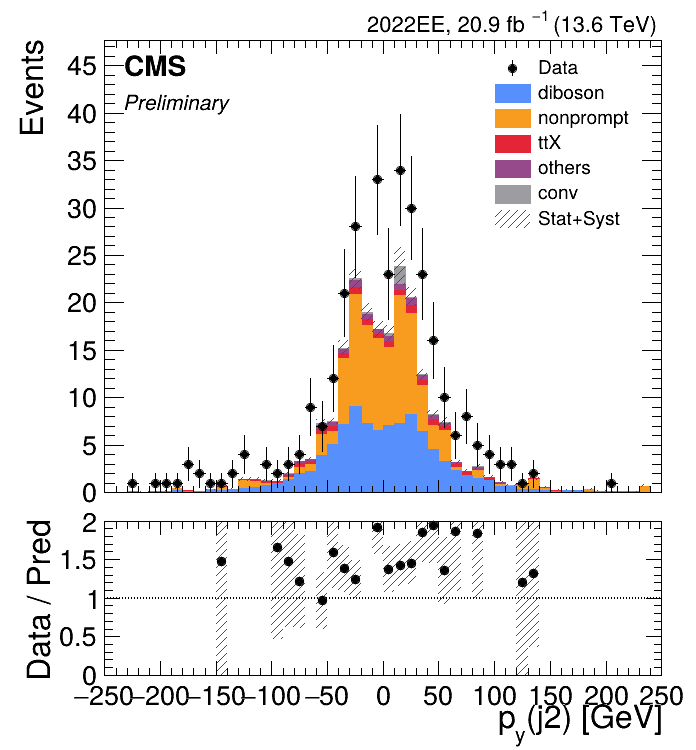 2022EE, 20.9 fb⁻¹ (13.6 TeV)
Events
CMS
Preliminary
45
40
35
30
25
20
15
10
5
0
Data
diboson
nonprompt
ttX
others
conv
Stat+Syst
Data / Pred
2
1.5
1
0.5
0
−250 −200 −150 −100 −50 0 50 100 150 200 250
p_y(j2) [GeV]